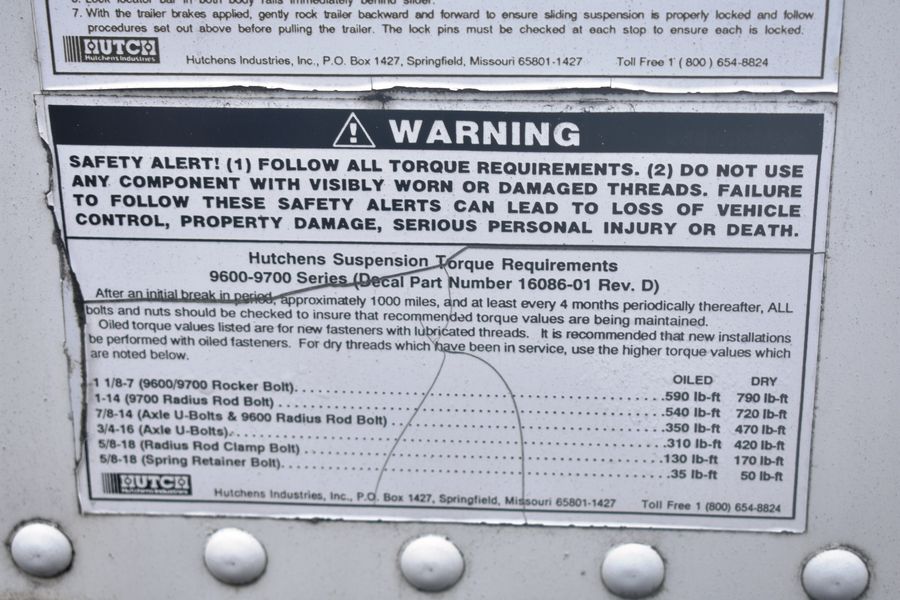 7. With the trailer brakes applied, gently rock trailer backward and forward to ensure sliding suspension is properly locked and follow
procedures set out above before pulling the trailer. The lock pins must be checked at each stop to ensure each is locked.
HUTCH
Hutchens Industries
Hutchens Industries, Inc., P.O. Box 1427, Springfield, Missouri 65801-1427 Toll Free 1 (800) 654-8824
WARNING
SAFETY ALERT! (1) FOLLOW ALL TORQUE REQUIREMENTS. (2) DO NOT USE
ANY COMPONENT WITH VISIBLY WORN OR DAMAGED THREADS. FAILURE
TO FOLLOW THESE SAFETY ALERTS CAN LEAD TO LOSS OF VEHICLE
CONTROL, PROPERTY DAMAGE, SERIOUS PERSONAL INJURY OR DEATH.
Hutchens Suspension Torque Requirements
9600-9700 Series (Decal Part Number 16086-01 Rev. D)
After an initial break in period, approximately 1000 miles, and at least every 4 months periodically thereafter, ALL
bolts and nuts should be checked to insure that recommended torque values are being maintained.
Oiled torque values listed are for new fasteners with lubricated threads. It is recommended that new installations
be performed with oiled fasteners. For dry threads which have been in service, use the higher torque values which
are noted below.
OILED DRY
1 1/8-7 (9600/9700 Rocker Bolt) 590 lb-ft 790 lb-ft
1-14 (9700 Radius Rod Bolt) 540 lb-ft 720 lb-ft
7/8-14 (Axle U-Bolts & 9600 Radius Rod Bolt) 350 lb-ft 470 lb-ft
3/4-16 (Axle U-Bolts) 310 lb-ft 420 lb-ft
5/8-18 (Radius Rod Clamp Bolt) 130 lb-ft 170 lb-ft
5/8-18 (Spring Retainer Bolt) 35 lb-ft 50 lb-ft
HUTCH
Hutchens Industries
Hutchens Industries, Inc., P.O. Box 1427, Springfield, Missouri 65801-1427 Toll Free 1 (800) 654-8824